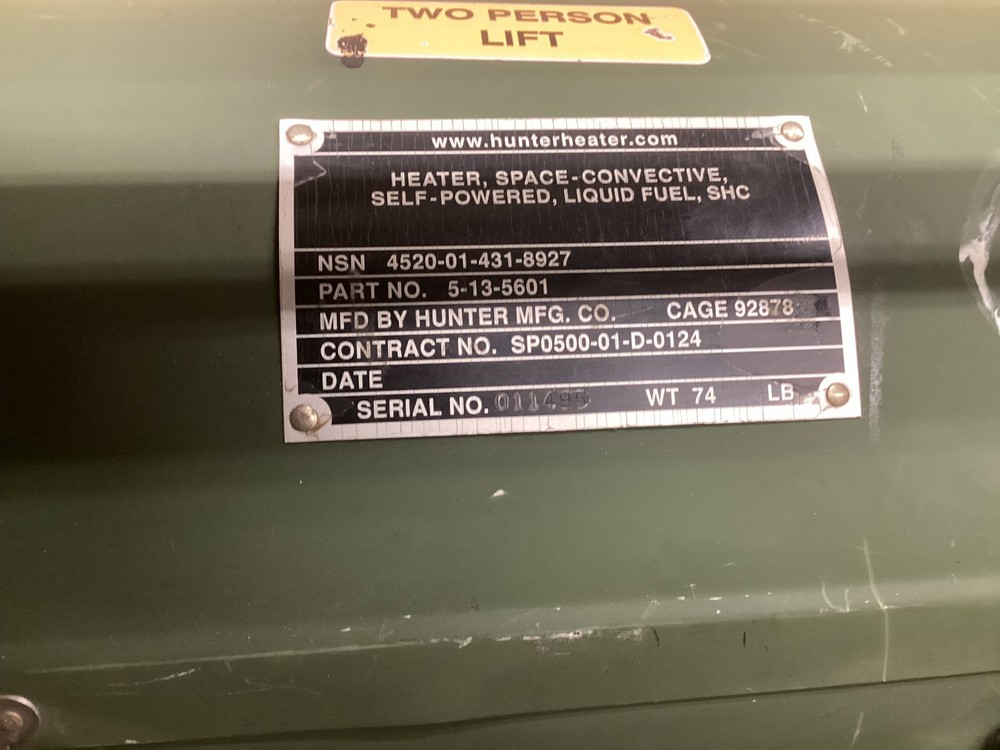 TWO PERSON
LIFT
www.hunterheater.com
HEATER, SPACE-CONVECTIVE,
SELF-POWERED, LIQUID FUEL, SHC
NSN 4520-01-431-8927
PART NO. 5-13-5601
MFD BY HUNTER MFG. CO. CAGE 92878
CONTRACT NO. SP0500-01-D-0124
DATE
SERIAL NO. 011495 WT 74 LB